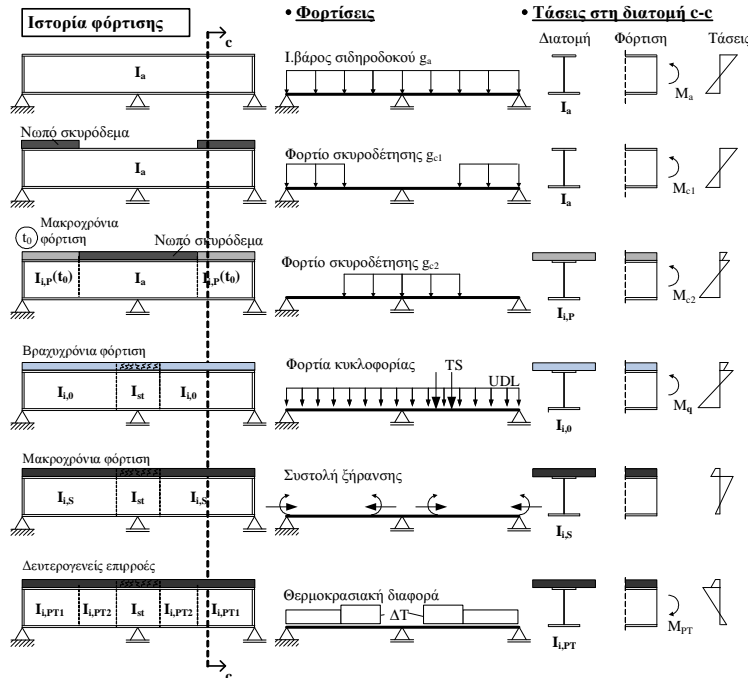 Ιστορία φόρτισης
• Φορτίσεις
• Τάσεις στη διατομή c-c
c
Διατομή Φόρτιση Τάσεις
Ia
Ι.βάρος σιδηροδοκού ga
Ia
Ma
Νωπό σκυρόδεμα
Ia
Φορτίο σκυροδέτησης gc1
Ia
Mc1
t0
Μακροχρόνια φόρτιση
Νωπό σκυρόδεμα
Ii,P(t0) Ia Ii,P(t0)
Φορτίο σκυροδέτησης gc2
Ii,P
Mc2
Βραχυχρόνια φόρτιση
Ii,0 Ist Ii,0
Φορτία κυκλοφορίας TS
UDL
Ii,0
Mq
Μακροχρόνια φόρτιση
Ii,S Ist Ii,S
Συστολή ξήρανσης
Ii,S
Δευτερογενείς επιρροές
Ii,PT1 Ii,PT2 Ist Ii,PT2 Ii,PT1
Θερμοκρασιακή διαφορά
ΔΤ
Ii,PT
MPT
c